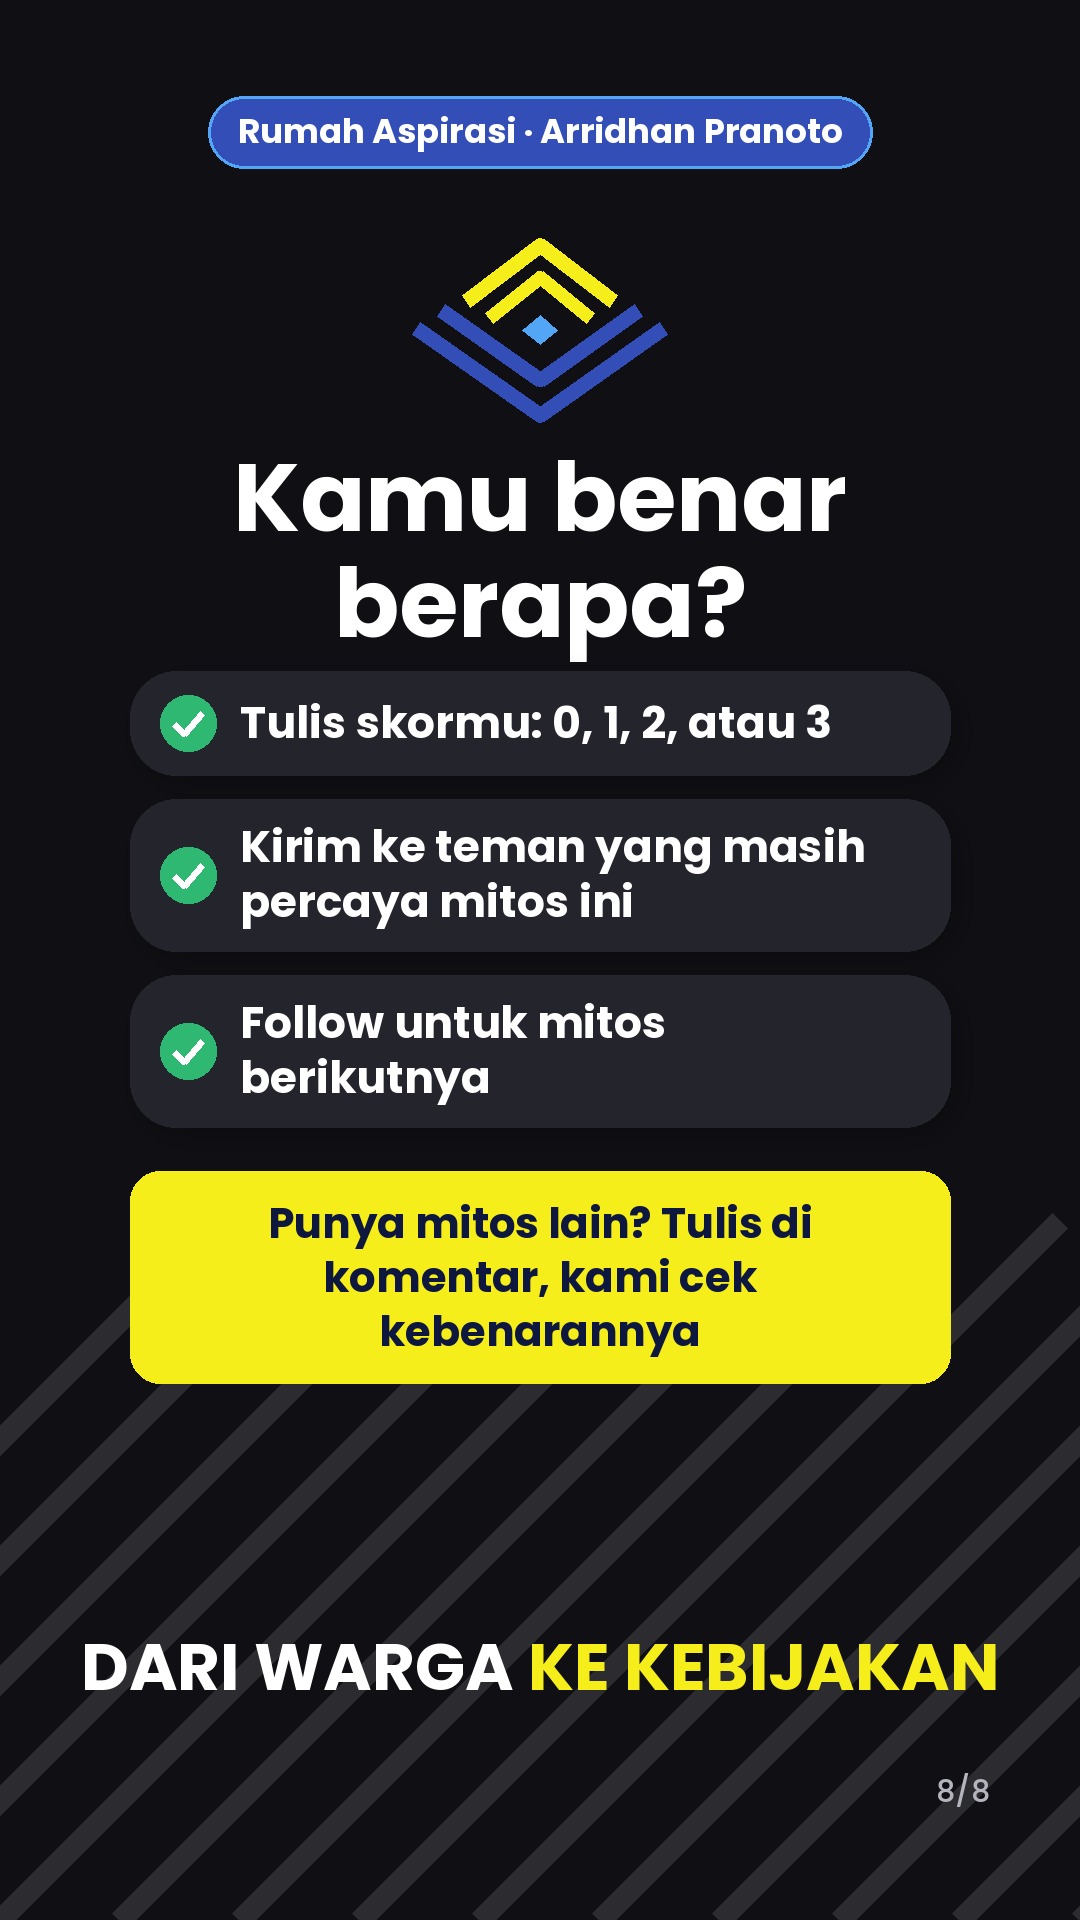 Rumah Aspirasi · Arridhan Pranoto
Kamu benar
berapa?
Tulis skormu: 0, 1, 2, atau 3
Kirim ke teman yang masih
percaya mitos ini
Follow untuk mitos
berikutnya
Punya mitos lain? Tulis di
komentar, kami cek
kebenarannya
DARI WARGA KE KEBIJAKAN
8/8